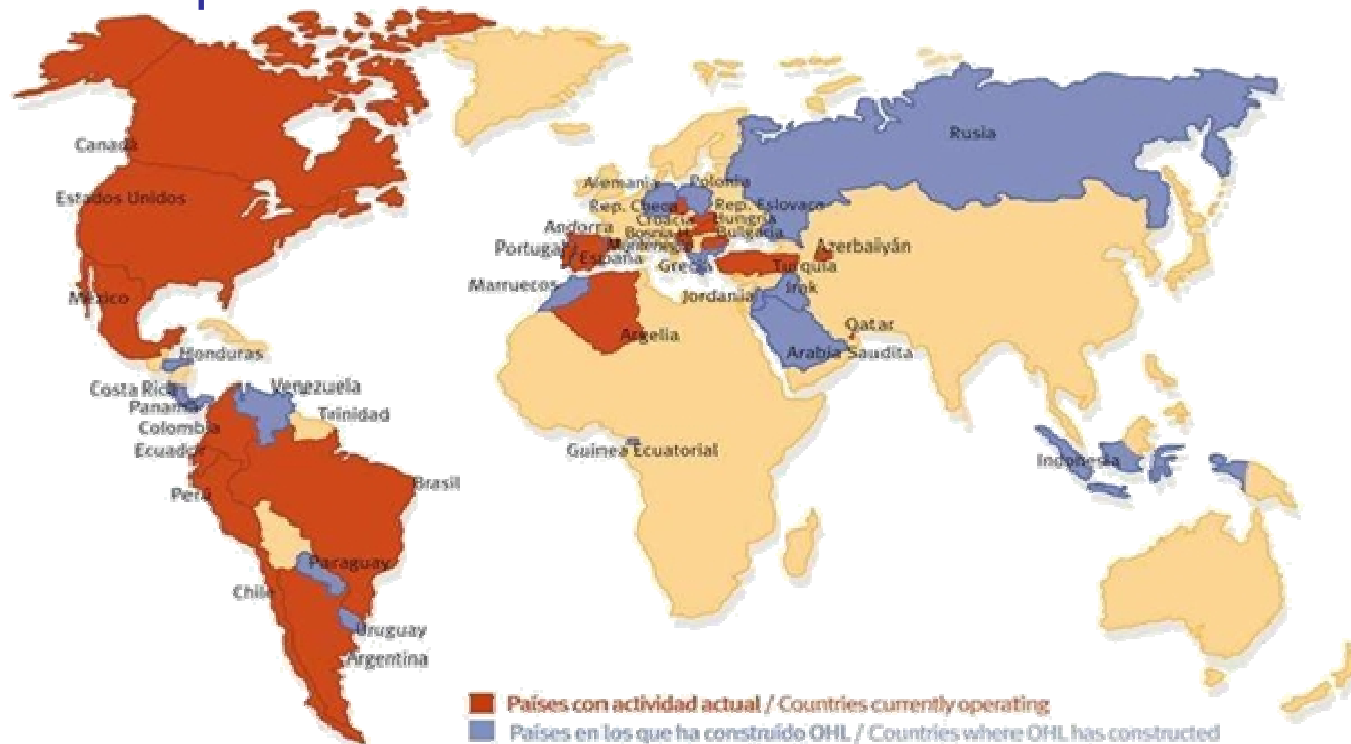 Canadá
Rusia
Alemania
Polonia
Estados Unidos
Rep. Checa
Rep. Eslovaca
Croacia
Hungría
Andorra
Bosnia H.
Bulgaria
Portugal
España
Montenegro
Azerbaiyán
Grecia
Turquía
Marruecos
Irak
México
Jordania
Qatar
Argelia
Honduras
Arabia Saudita
Costa Rica
Venezuela
Panamá
Trinidad
Colombia
Ecuador
Guinea Ecuatorial
Indonesia
Perú
Brasil
Paraguay
Chile
Uruguay
Argentina
Países con actividad actual / Countries currently operating
Países en los que ha construido OHL / Countries where OHL has constructed